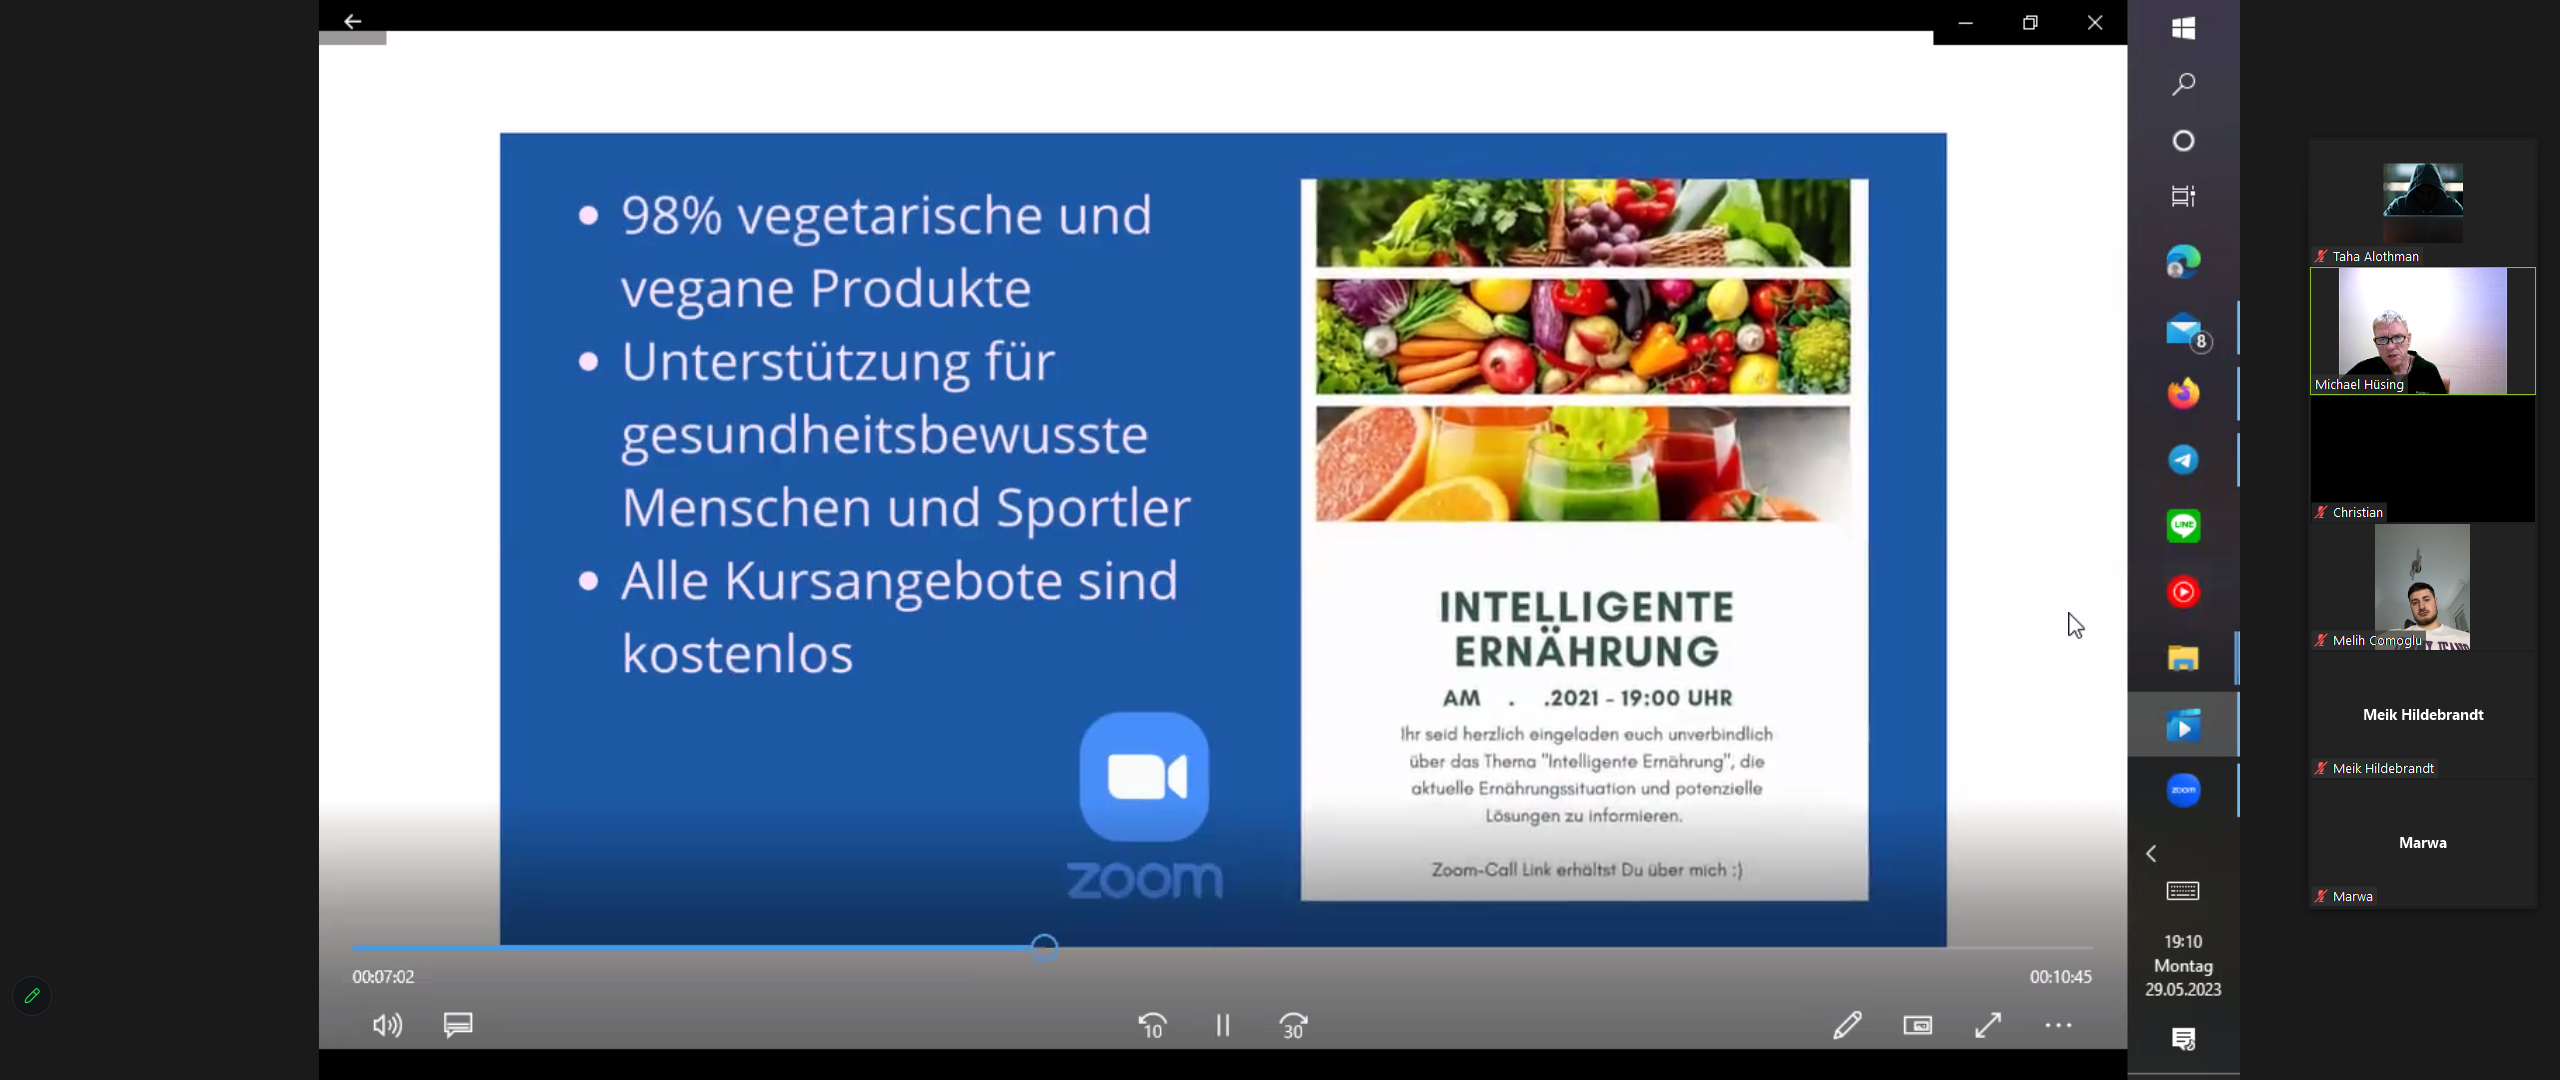 • 98% vegetarische und
vegane Produkte
• Unterstützung für
gesundheitsbewusste
Menschen und Sportler
• Alle Kursangebote sind
kostenlos
zoom
INTELLIGENTE
ERNÄHRUNG
AM . .2021 - 19:00 UHR
Ihr seid herzlich eingeladen euch unverbindlich
über das Thema "Intelligente Ernährung", die
aktuelle Ernährungssituation und potenzielle
Lösungen zu informieren.
Zoom-Call Link erhältst Du über mich :)
00:07:02
00:10:45
10
30
8
LINE
zoom
19:10
Montag
29.05.2023
Taha Alothman
Michael Hüsing
Christian
Melih Comoglu
Meik Hildebrandt
Meik Hildebrandt
Marwa
Marwa